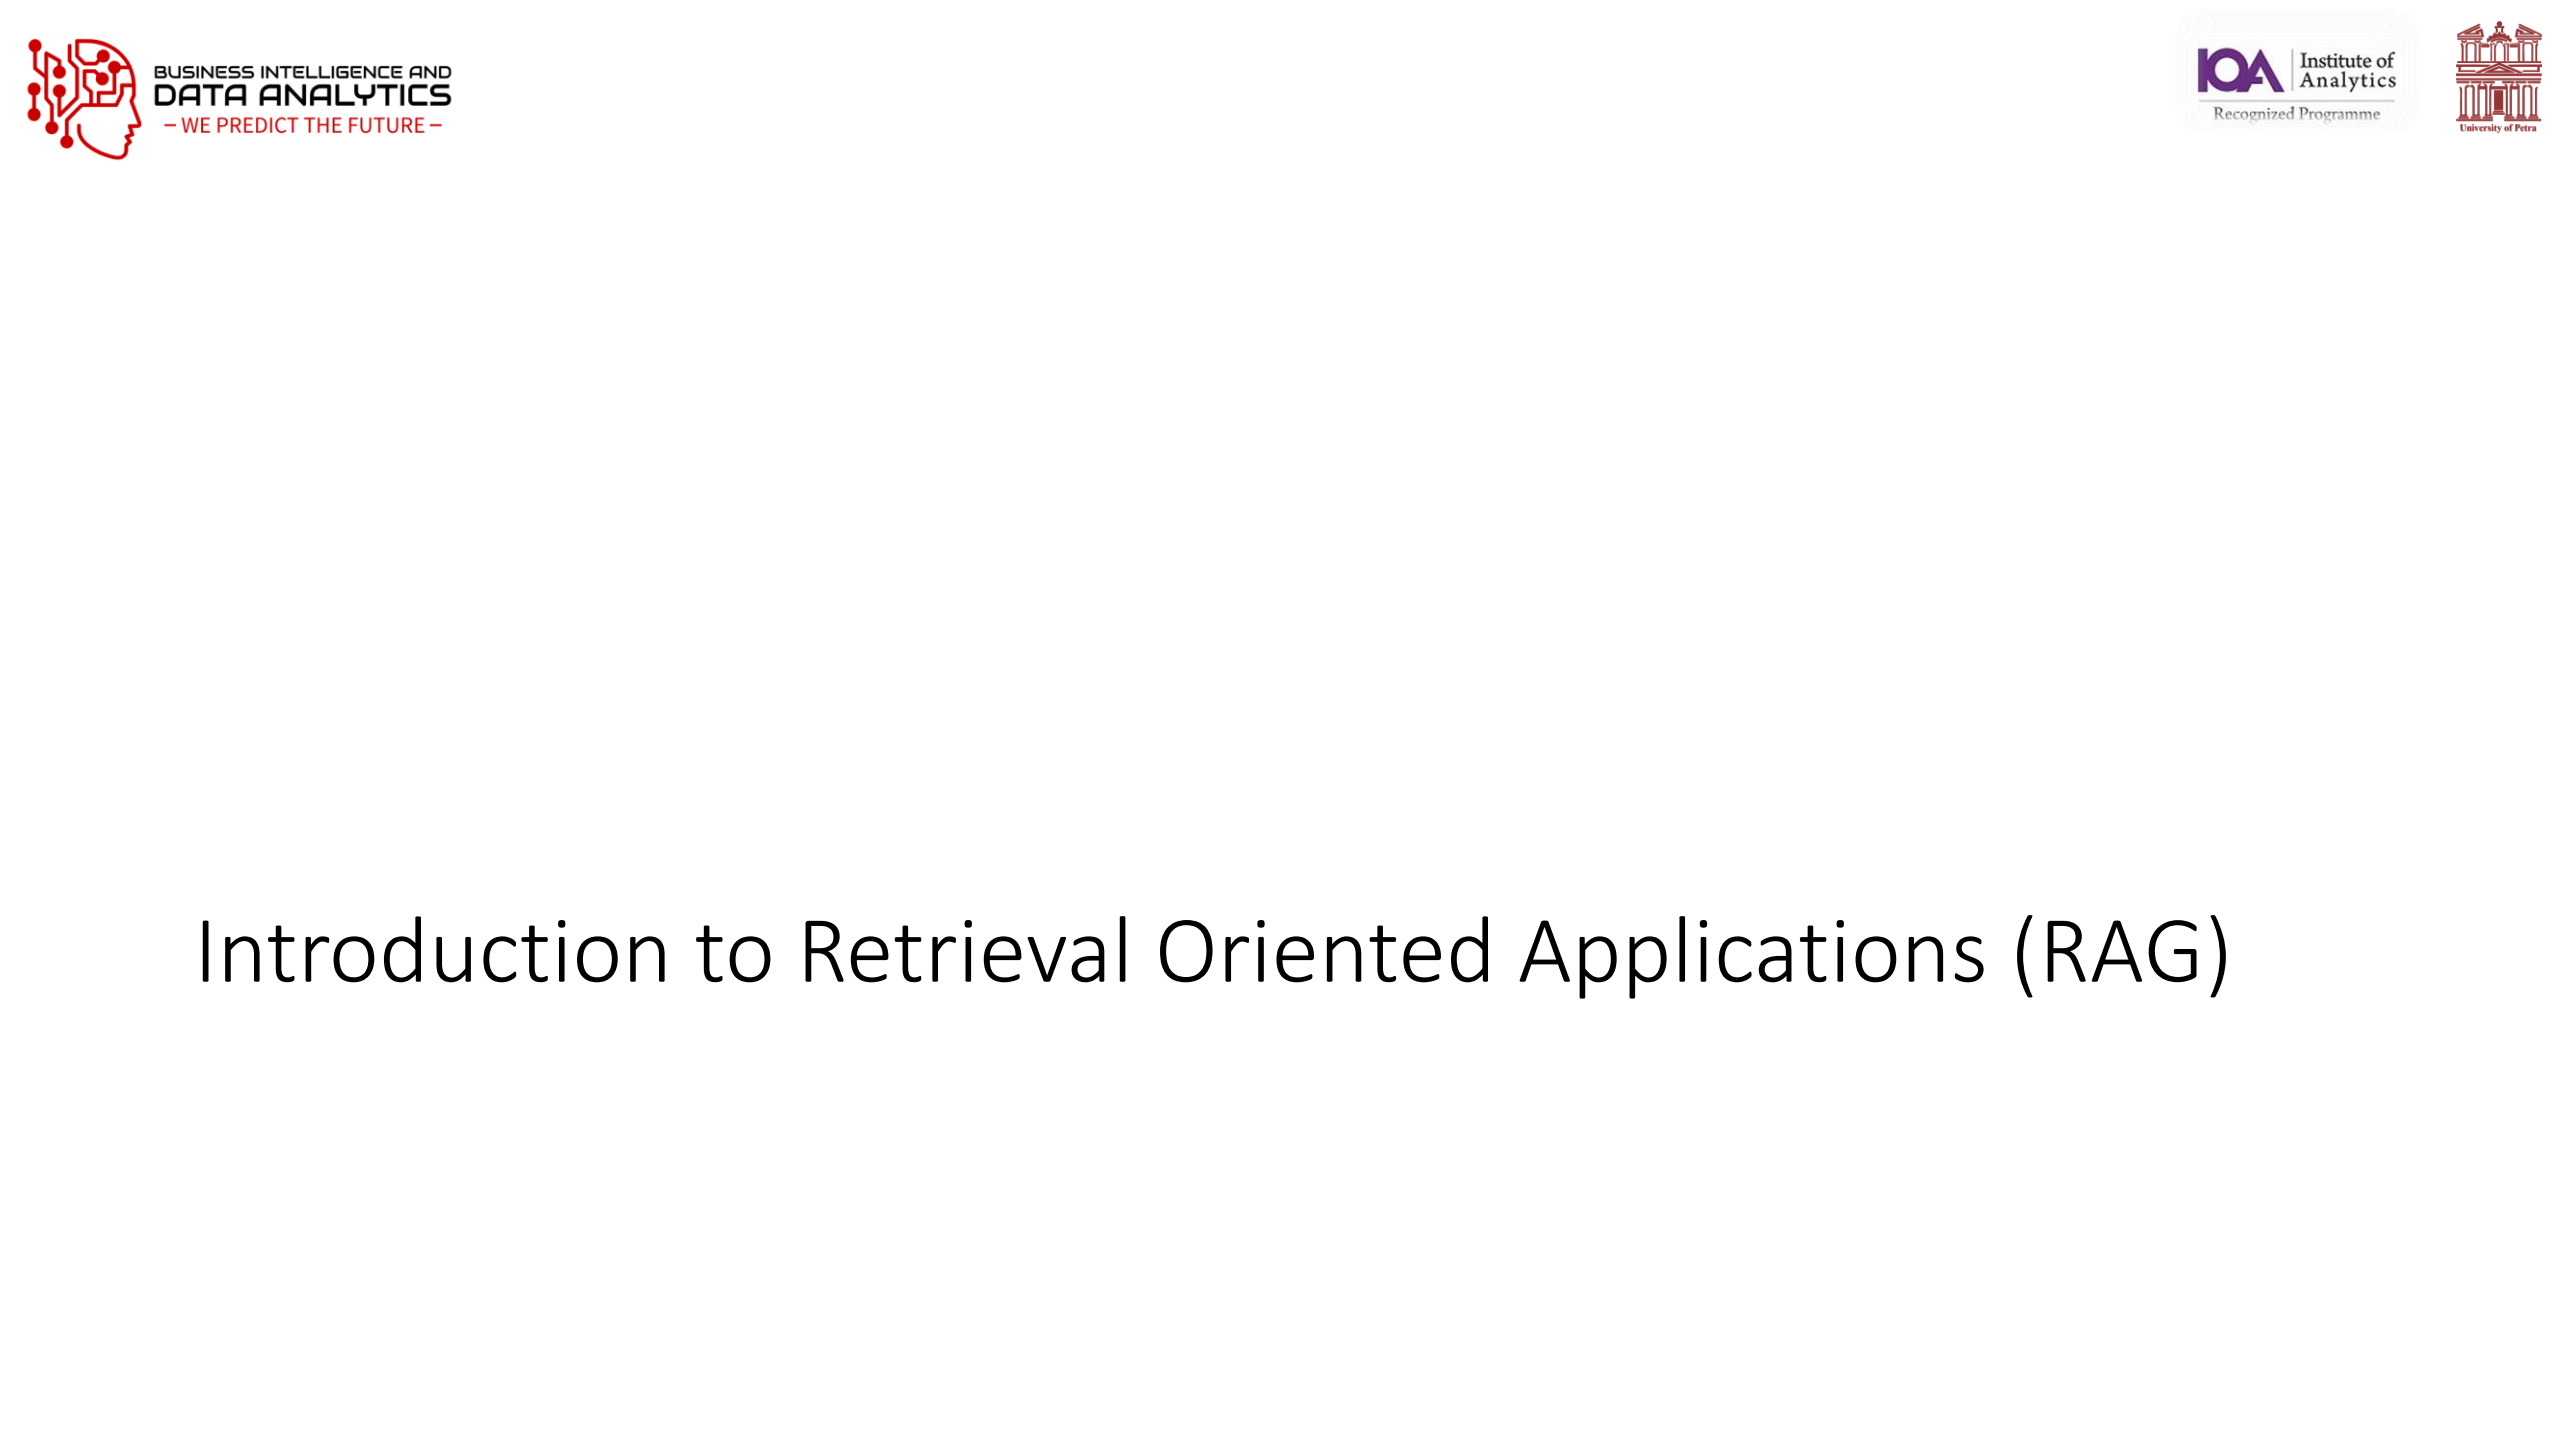 BUSINESS INTELLIGENCE AND
DATA ANALYTICS
– WE PREDICT THE FUTURE –
IOA Institute of
Analytics
Recognized Programme
University of Petra
Introduction to Retrieval Oriented Applications (RAG)